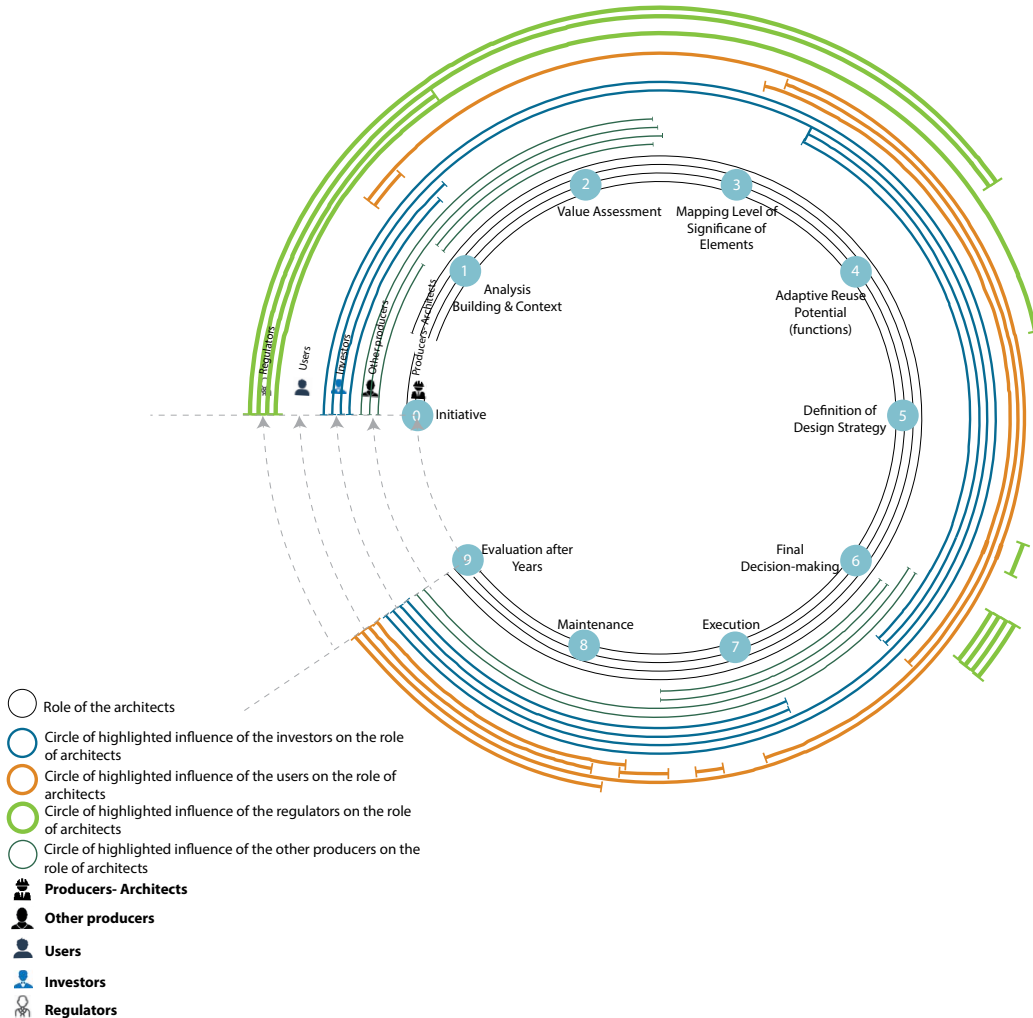 2
Value Assessment
3
Mapping Level of
Significane of
Elements
1
Analysis
Building & Context
4
Adaptive Reuse
Potential
(functions)
Regulators
Users
Investors
Other producers
Producers- Architects
0
Initiative
5
Definition of
Design Strategy
9
Evaluation after
Years
6
Final
Decision-making
8
Maintenance
7
Execution
Role of the architects
Circle of highlighted influence of the investors on the role
of architects
Circle of highlighted influence of the users on the role of
architects
Circle of highlighted influence of the regulators on the role
of architects
Circle of highlighted influence of the other producers on the
role of architects
Producers- Architects
Other producers
Users
Investors
Regulators